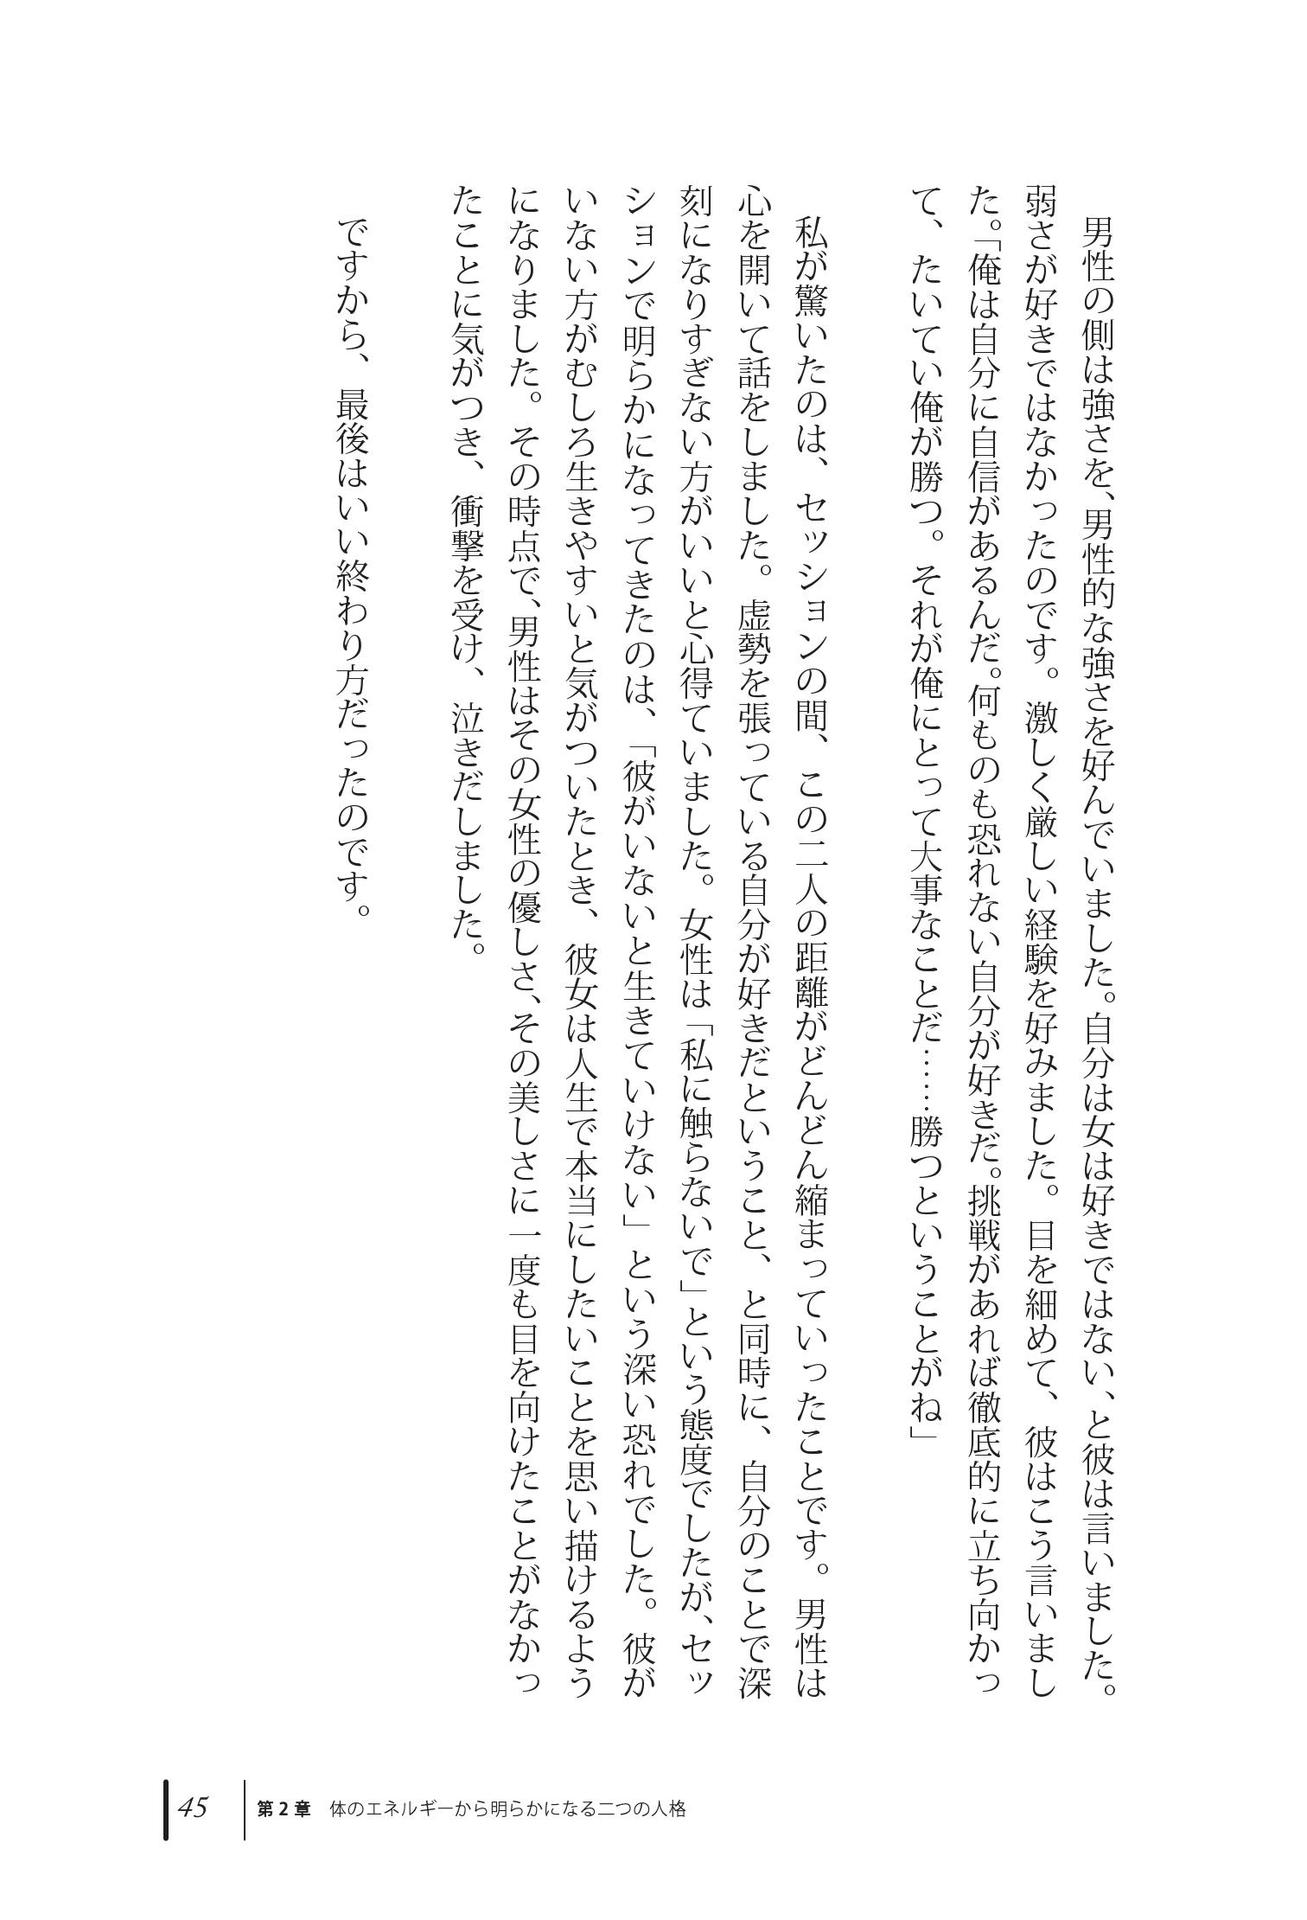 男性の側は強さを、男性的な強さを好んでいました。自分は女は好きではない、と彼は言いました。
弱さが好きではなかったのです。激しく厳しい経験を好みました。目を細めて、彼はこう言いまし
た。「俺は自分に自信があるんだ。何ものも恐れない自分が好きだ。挑戦があれば徹底的に立ち向かっ
て、たいてい俺が勝つ。それが俺にとって大事なことだ……勝つということがね」
私が驚いたのは、セッションの間、この二人の距離がどんどん縮まっていったことです。男性は
心を開いて話をしました。虚勢を張っている自分が好きだということ、と同時に、自分のことで深
刻になりすぎない方がいいと心得ていました。女性は「私に触らないで」という態度でしたが、セッ
ションで明らかになってきたのは、「彼がいないと生きていけない」という深い恐れでした。彼が
いない方がむしろ生きやすいと気がついたとき、彼女は人生で本当にしたいことを思い描けるよう
になりました。その時点で、男性はその女性の優しさ、その美しさに一度も目を向けたことがなかっ
たことに気がつき、衝撃を受け、泣きだしました。
ですから、最後はいい終わり方だったのです。
45 第2章 体のエネルギーから明らかになる二つの人格